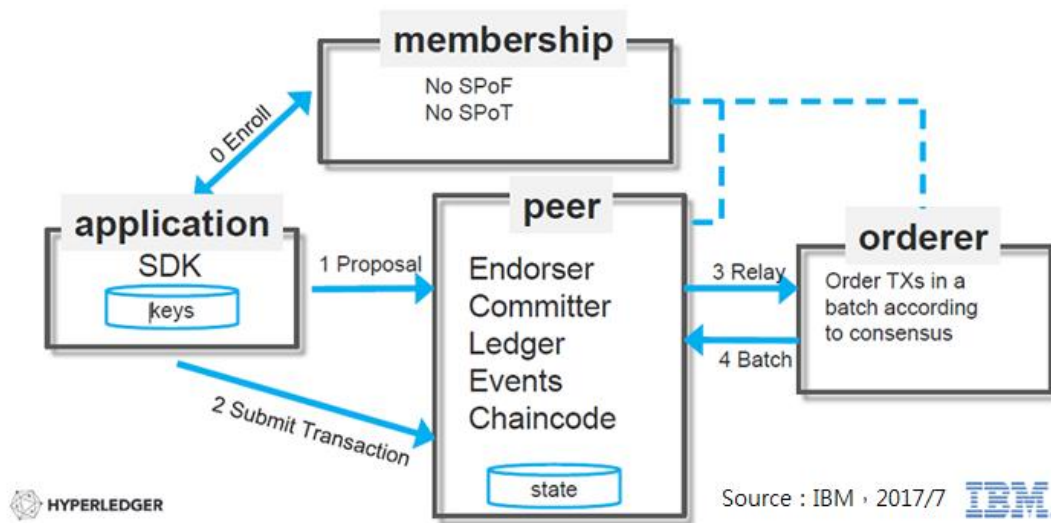 membership
No SPoF
No SPoT
0 Enroll
application
SDK
keys
1 Proposal
2 Submit Transaction
peer
Endorser
Committer
Ledger
Events
Chaincode
state
3 Relay
4 Batch
orderer
Order TXs in a
batch according
to consensus
HYPERLEDGER
Source : IBM，2017/7
IBM